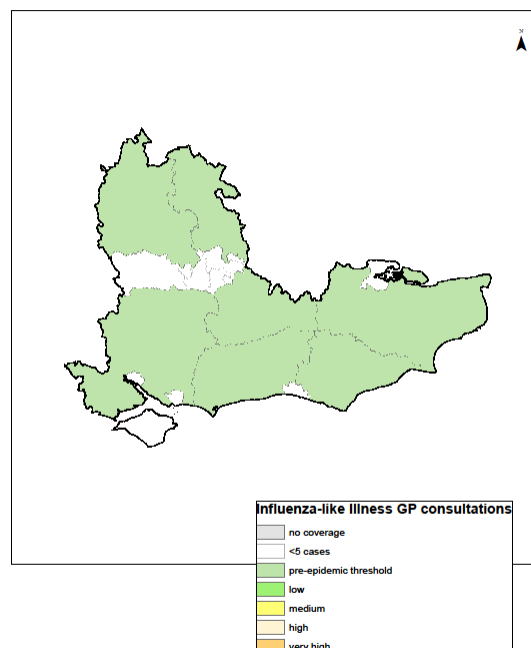 N
Influenza-like Illness GP consultations
no coverage
<5 cases
pre-epidemic threshold
low
medium
high
very high